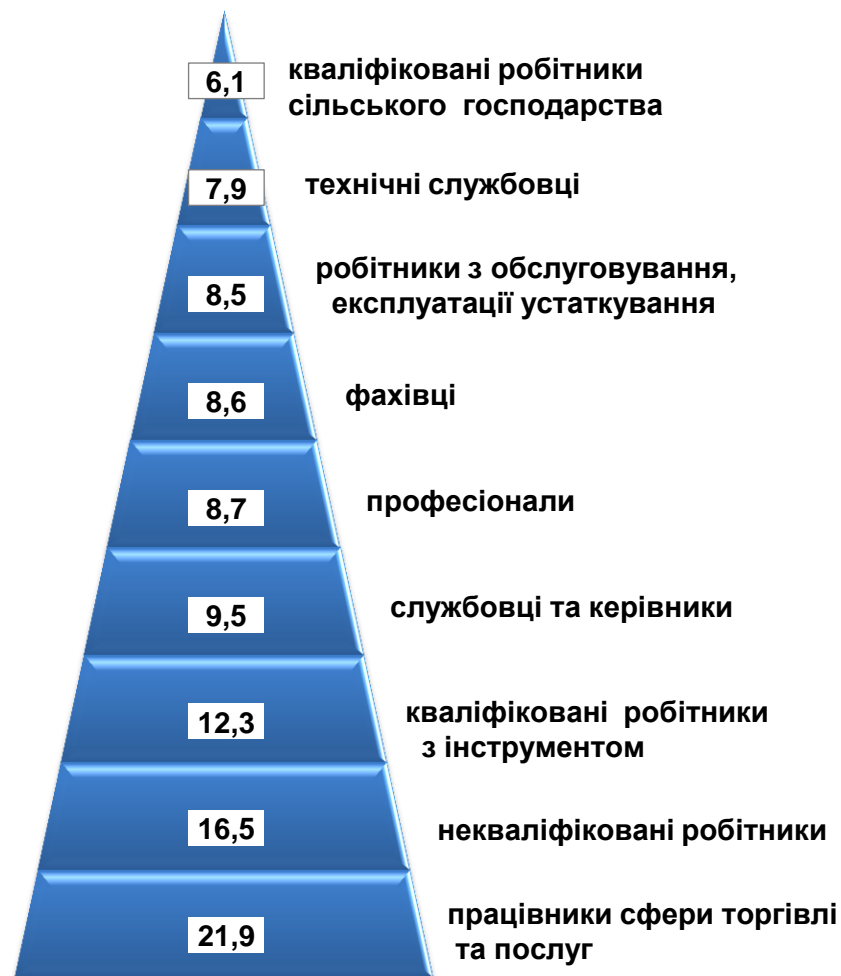 6,1
кваліфіковані робітники
сільського господарства
7,9
технічні службовці
8,5
робітники з обслуговування,
експлуатації устаткування
8,6
фахівці
8,7
професіонали
9,5
службовці та керівники
12,3
кваліфіковані робітники
з інструментом
16,5
некваліфіковані робітники
21,9
працівники сфери торгівлі
та послуг